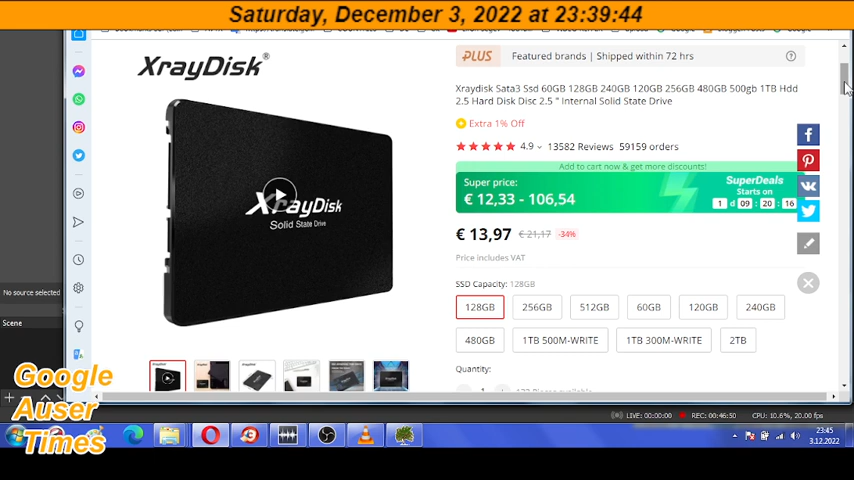 Saturday, December 3, 2022 at 23:39:44
XrayDisk®
PLUS Featured brands | Shipped within 72 hrs
Xraydisk Sata3 Ssd 60GB 128GB 240GB 120GB 256GB 480GB 500gb 1TB Hdd
2.5 Hard Disk Disc 2.5 " Internal Solid State Drive
Extra 1% Off
4.9 13582 Reviews 59159 orders
Add to cart now & get more discounts!
Super price:
€ 12,33 - 106,54
SuperDeals
Starts on
1 d 09 : 20 : 16
XrayDisk
Solid State Drive
€ 13,97 € 21,17 -34%
Price includes VAT
SSD Capacity: 128GB
128GB 256GB 512GB 60GB 120GB 240GB
480GB 1TB 500M-WRITE 1TB 300M-WRITE 2TB
Quantity:
No source selected
Scene
Google
Auser
Times
LIVE: 00:00:00 REC: 00:46:50 CPU: 10.6%, 20.00 fps
23:45
3.12.2022